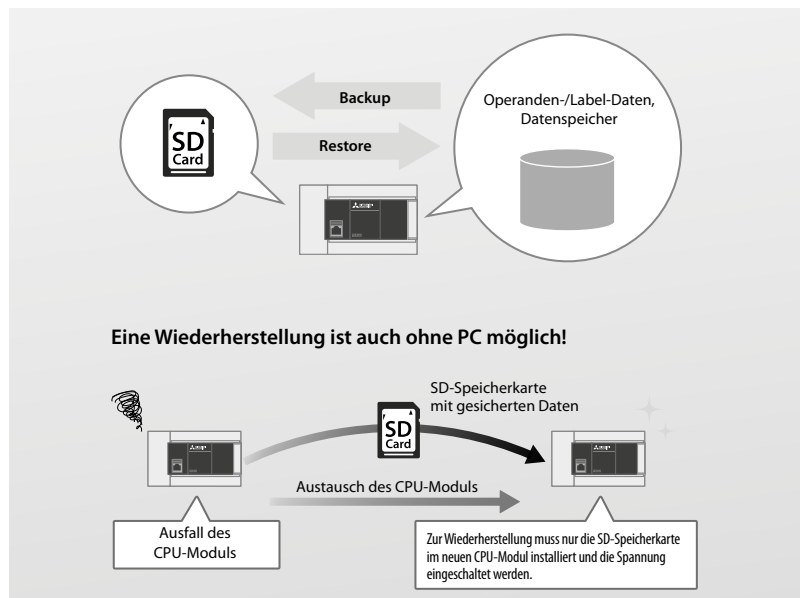 Backup
Restore
Operanden-/Label-Daten,
Datenspeicher
SD
Card
Eine Wiederherstellung ist auch ohne PC möglich!
SD-Speicherkarte
mit gesicherten Daten
SD
Card
Austausch des CPU-Moduls
Ausfall des
CPU-Moduls
Zur Wiederherstellung muss nur die SD-Speicherkarte
im neuen CPU-Modul installiert und die Spannung
eingeschaltet werden.